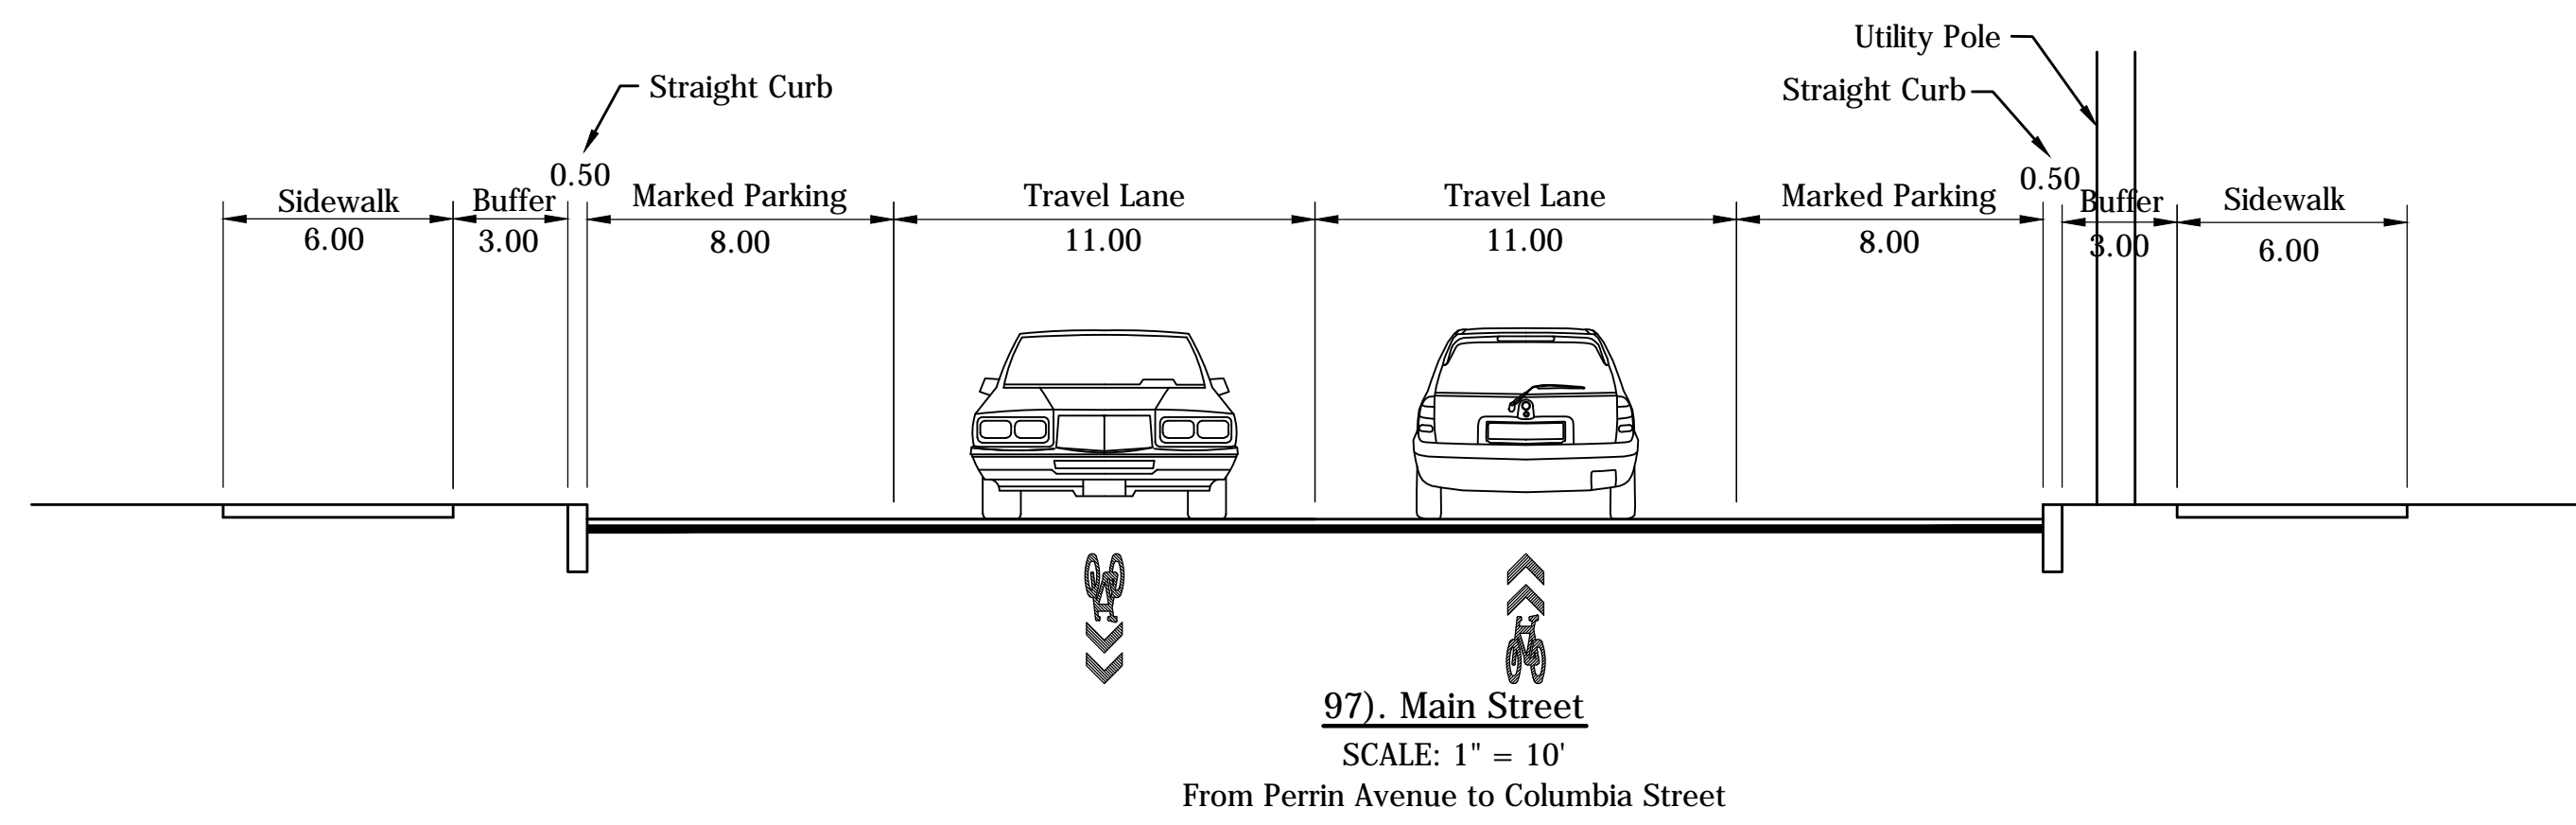 Utility Pole
Straight Curb
Straight Curb
0.50
0.50
Sidewalk
Buffer
Marked Parking
Travel Lane
Travel Lane
Marked Parking
Buffer
Sidewalk
6.00
3.00
8.00
11.00
11.00
8.00
3.00
6.00
97). Main Street
SCALE: 1" = 10'
From Perrin Avenue to Columbia Street